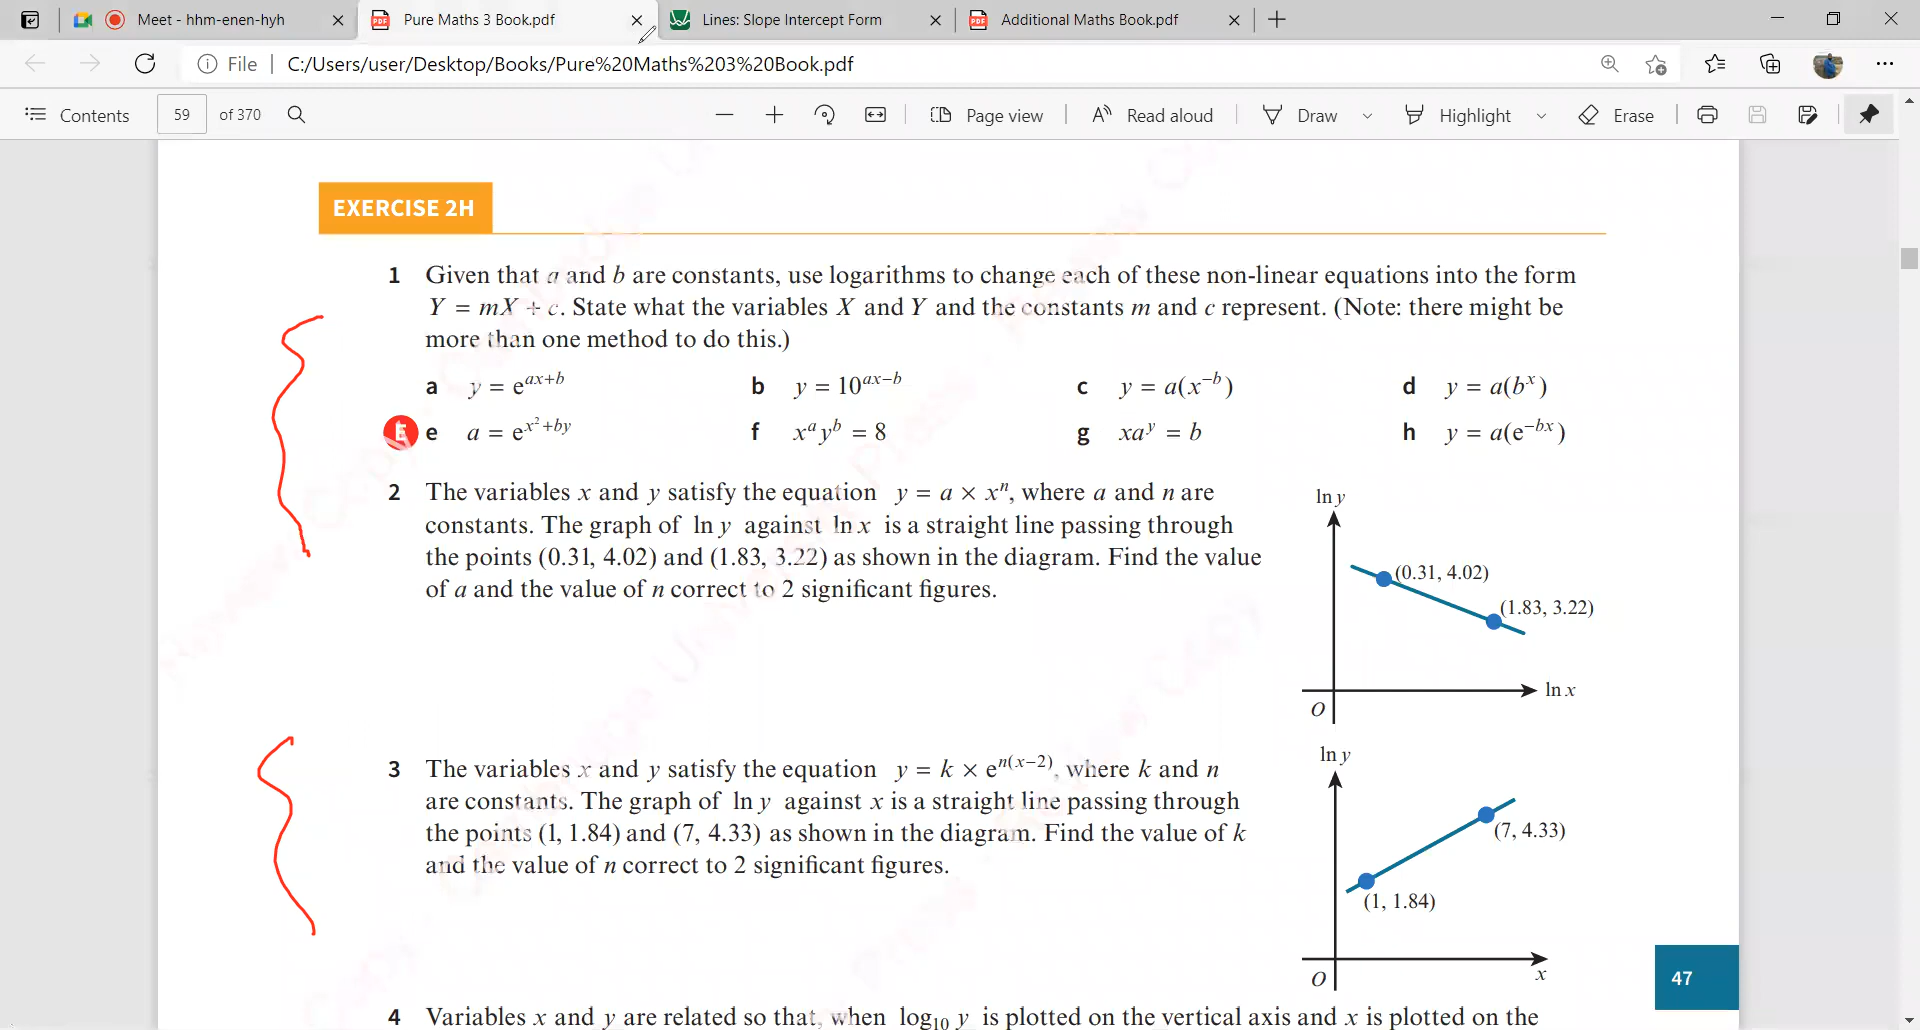 Meet - hhm-enen-hyh
Pure Maths 3 Book.pdf
Lines: Slope Intercept Form
Additional Maths Book.pdf
File
C:/Users/user/Desktop/Books/Pure%20Maths%203%20Book.pdf
Contents 59 of 370 Page view Read aloud Draw Highlight Erase
EXERCISE 2H
1 Given that a and b are constants, use logarithms to change each of these non-linear equations into the form
Y = mX + c. State what the variables X and Y and the constants m and c represent. (Note: there might be
more than one method to do this.)
a y = e^{ax+b} b y = 10^{ax−b} c y = a(x^{−b}) d y = a(b^x)
E e a = e^{x²+by} f x^a y^b = 8 g xa^y = b h y = a(e^{−bx})
2 The variables x and y satisfy the equation y = a × x^n, where a and n are
constants. The graph of ln y against ln x is a straight line passing through
the points (0.31, 4.02) and (1.83, 3.22) as shown in the diagram. Find the value
of a and the value of n correct to 2 significant figures.
ln y
(0.31, 4.02)
(1.83, 3.22)
ln x
O
3 The variables x and y satisfy the equation y = k × e^{n(x−2)}, where k and n
are constants. The graph of ln y against x is a straight line passing through
the points (1, 1.84) and (7, 4.33) as shown in the diagram. Find the value of k
and the value of n correct to 2 significant figures.
ln y
(7, 4.33)
(1, 1.84)
O
x
47
4 Variables x and y are related so that, when log₁₀ y is plotted on the vertical axis and x is plotted on the